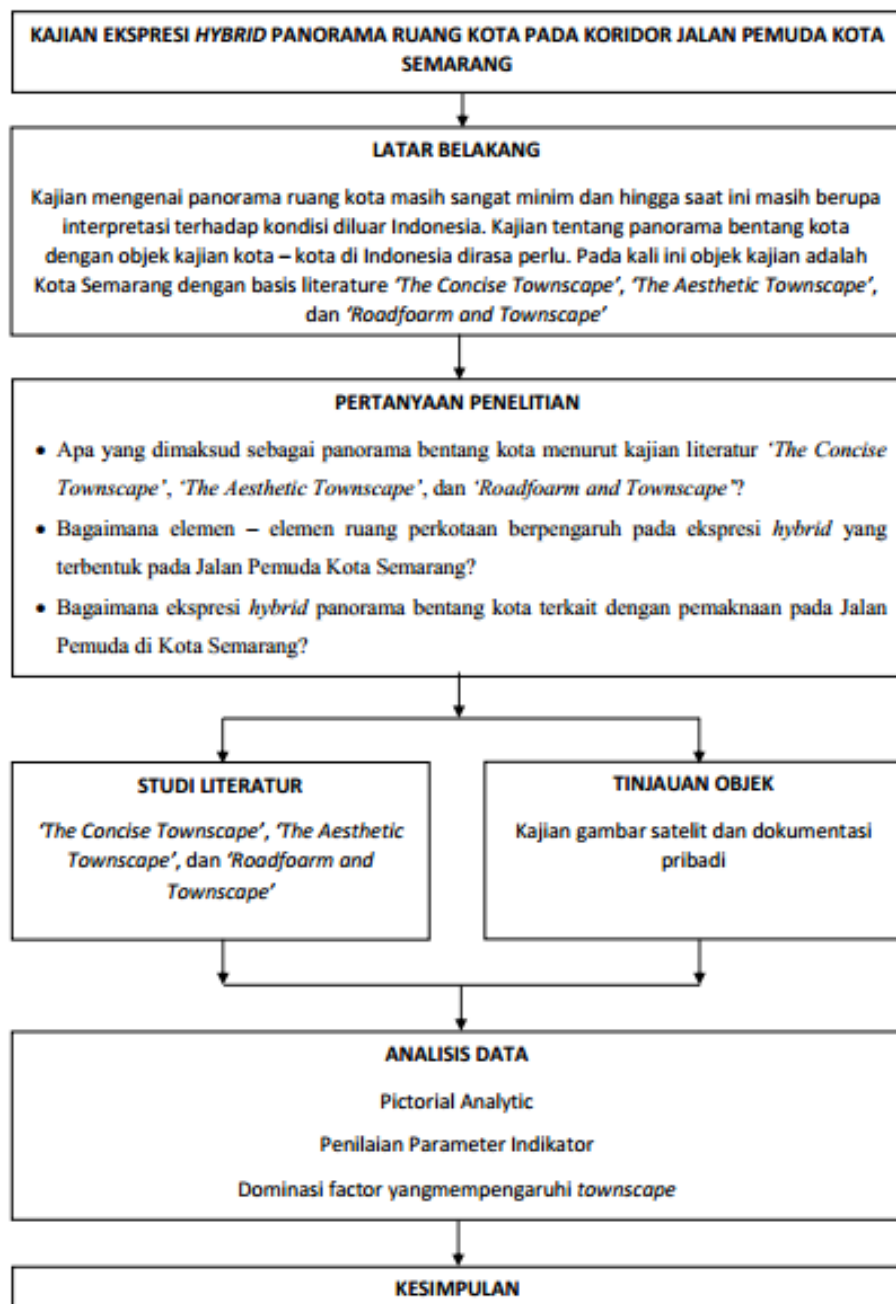 KAJIAN EKSPRESI HYBRID PANORAMA RUANG KOTA PADA KORIDOR JALAN PEMUDA KOTA
SEMARANG
LATAR BELAKANG
Kajian mengenai panorama ruang kota masih sangat minim dan hingga saat ini masih berupa
interpretasi terhadap kondisi diluar Indonesia. Kajian tentang panorama bentang kota
dengan objek kajian kota – kota di Indonesia dirasa perlu. Pada kali ini objek kajian adalah
Kota Semarang dengan basis literature ‘The Concise Townscape’, ‘The Aesthetic Townscape’,
dan ‘Roadfoarm and Townscape’
PERTANYAAN PENELITIAN
• Apa yang dimaksud sebagai panorama bentang kota menurut kajian literatur ‘The Concise
Townscape’, ‘The Aesthetic Townscape’, dan ‘Roadfoarm and Townscape’?
• Bagaimana elemen – elemen ruang perkotaan berpengaruh pada ekspresi hybrid yang
terbentuk pada Jalan Pemuda Kota Semarang?
• Bagaimana ekspresi hybrid panorama bentang kota terkait dengan pemaknaan pada Jalan
Pemuda di Kota Semarang?
STUDI LITERATUR
‘The Concise Townscape’, ‘The Aesthetic
Townscape’, dan ‘Roadfoarm and
Townscape’
TINJAUAN OBJEK
Kajian gambar satelit dan dokumentasi
pribadi
ANALISIS DATA
Pictorial Analytic
Penilaian Parameter Indikator
Dominasi factor yangmempengaruhi townscape
KESIMPULAN